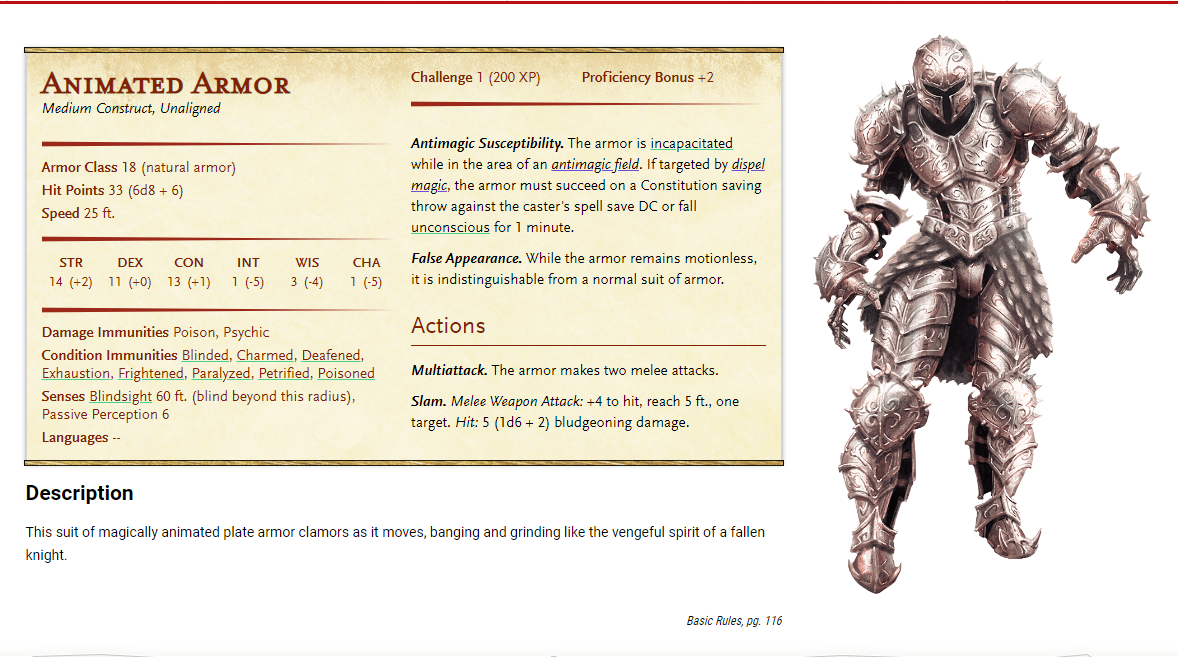 Animated Armor
Medium Construct, Unaligned
Armor Class 18 (natural armor)
Hit Points 33 (6d8 + 6)
Speed 25 ft.
STR DEX CON INT WIS CHA
14 (+2) 11 (+0) 13 (+1) 1 (-5) 3 (-4) 1 (-5)
Damage Immunities Poison, Psychic
Condition Immunities Blinded, Charmed, Deafened,
Exhaustion, Frightened, Paralyzed, Petrified, Poisoned
Senses Blindsight 60 ft. (blind beyond this radius),
Passive Perception 6
Languages --
Challenge 1 (200 XP) Proficiency Bonus +2
Antimagic Susceptibility. The armor is incapacitated
while in the area of an antimagic field. If targeted by dispel
magic, the armor must succeed on a Constitution saving
throw against the caster's spell save DC or fall
unconscious for 1 minute.
False Appearance. While the armor remains motionless,
it is indistinguishable from a normal suit of armor.
Actions
Multiattack. The armor makes two melee attacks.
Slam. Melee Weapon Attack: +4 to hit, reach 5 ft., one
target. Hit: 5 (1d6 + 2) bludgeoning damage.
Description
This suit of magically animated plate armor clamors as it moves, banging and grinding like the vengeful spirit of a fallen
knight.
Basic Rules, pg. 116